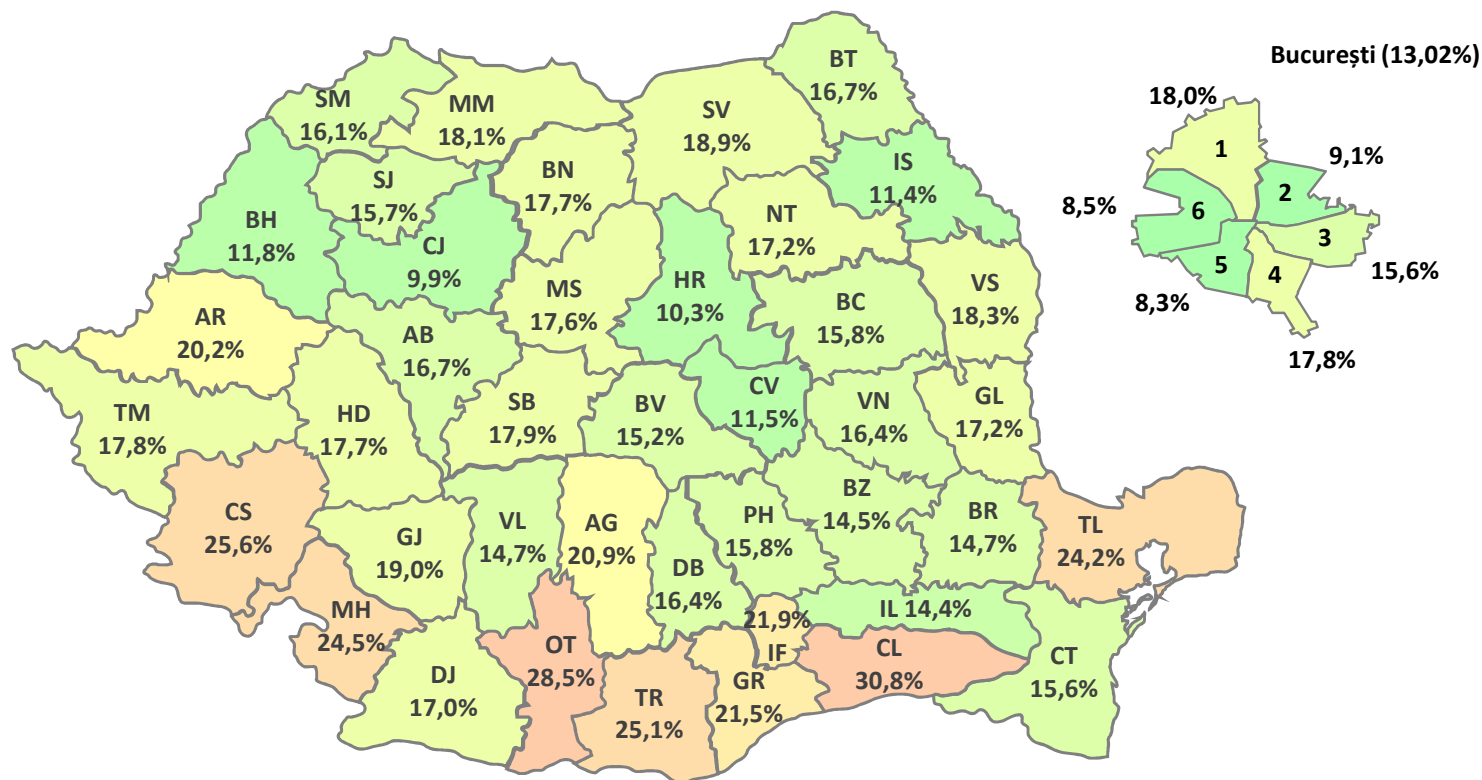 București (13,02%)
BT
16,7%
SM
16,1%
MM
18,1%
SV
18,9%
18,0%
1
9,1%
IS
11,4%
BN
17,7%
SJ
15,7%
BH
11,8%
CJ
9,9%
NT
17,2%
8,5%
6
2
3
15,6%
5
4
8,3%
17,8%
MS
17,6%
HR
10,3%
BC
15,8%
VS
18,3%
AR
20,2%
AB
16,7%
TM
17,8%
HD
17,7%
SB
17,9%
BV
15,2%
CV
11,5%
VN
16,4%
GL
17,2%
CS
25,6%
GJ
19,0%
VL
14,7%
AG
20,9%
DB
16,4%
PH
15,8%
BZ
14,5%
BR
14,7%
TL
24,2%
MH
24,5%
DJ
17,0%
OT
28,5%
TR
25,1%
21,9%
IF
GR
21,5%
IL 14,4%
CL
30,8%
CT
15,6%